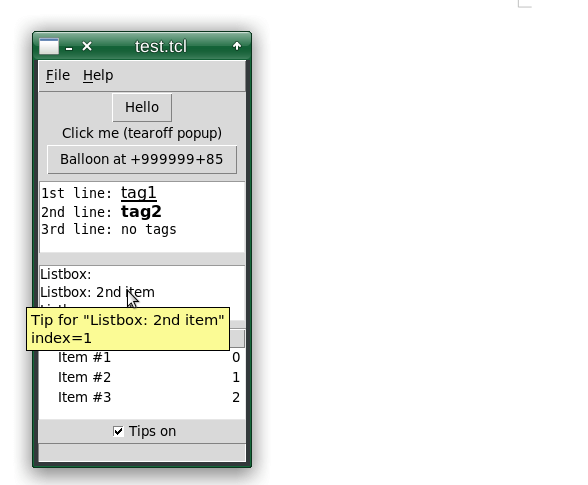 test.tcl
File Help
Hello
Click me (tearoff popup)
Balloon at +999999+85
1st line: tag1
2nd line: tag2
3rd line: no tags
Listbox:
Listbox: 2nd item
Tip for "Listbox: 2nd item"
index=1
Item #1 0
Item #2 1
Item #3 2
Tips on